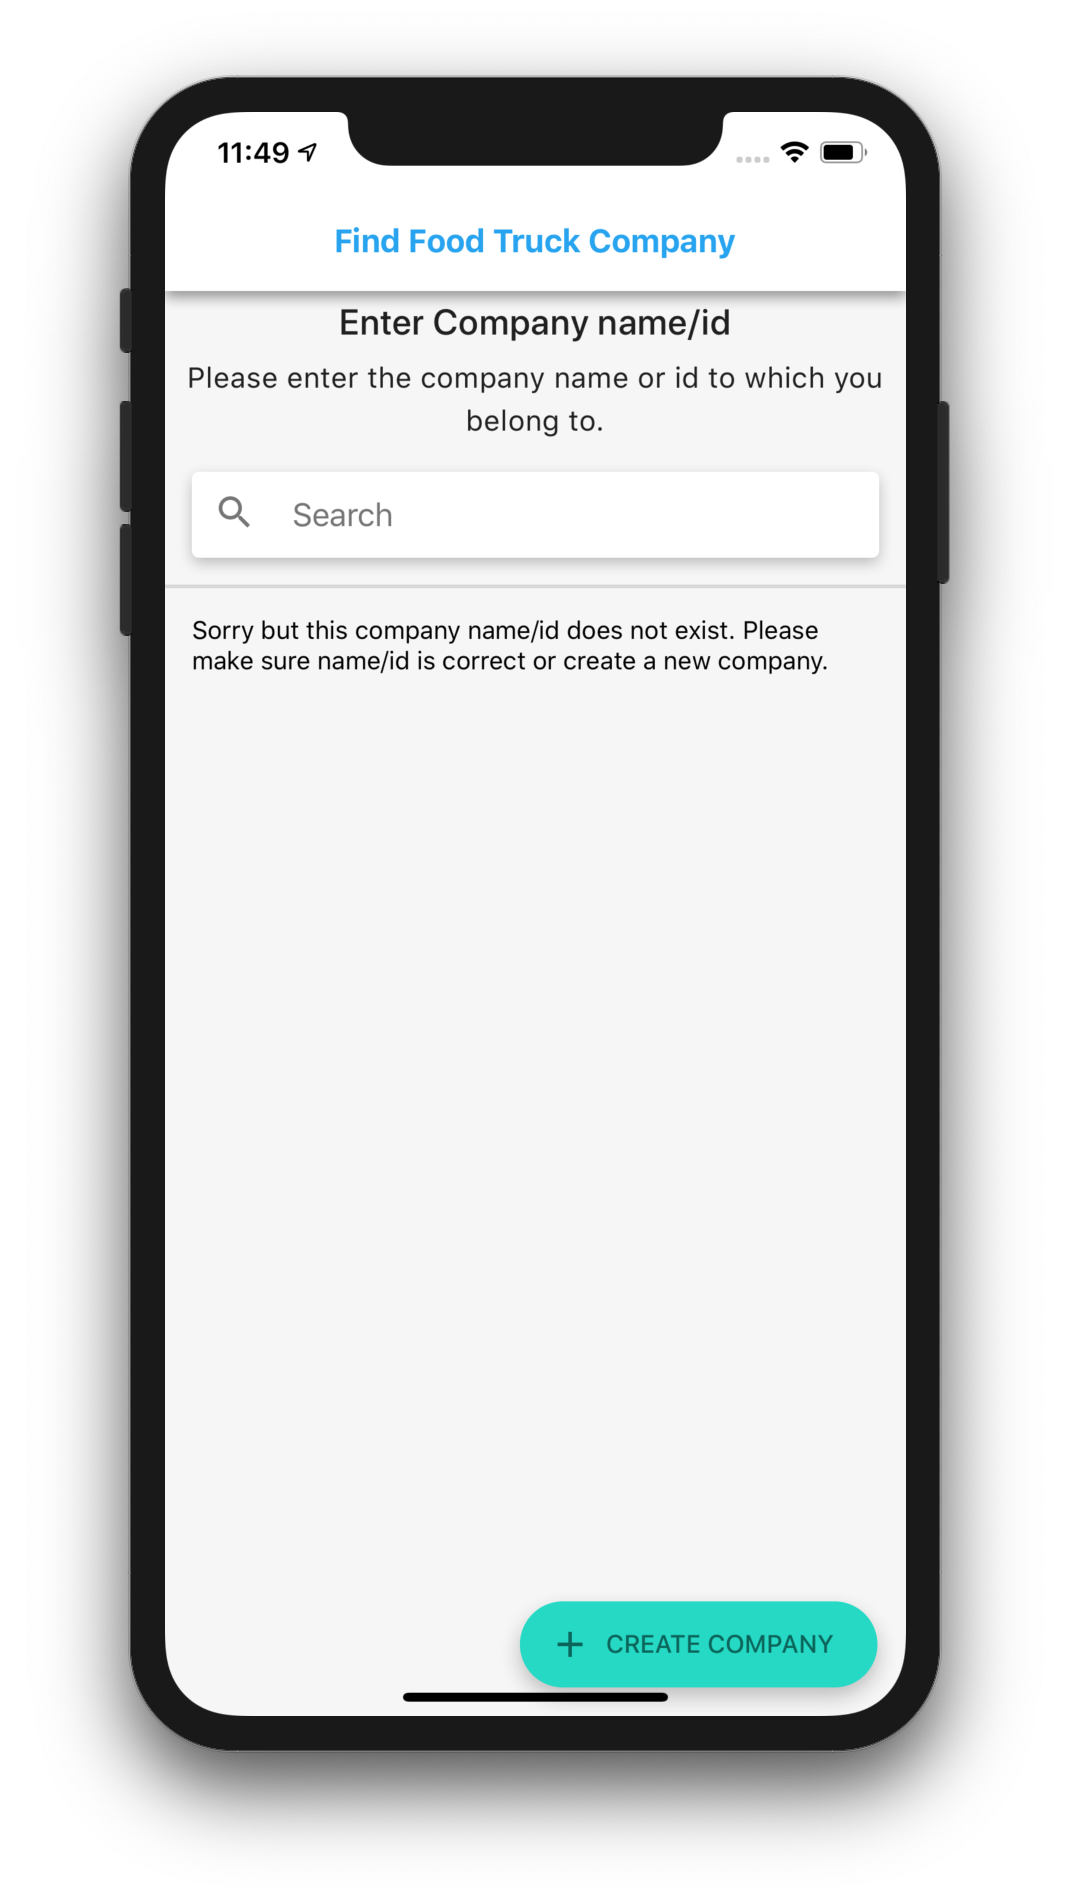 11:49
Find Food Truck Company
Enter Company name/id
Please enter the company name or id to which you
belong to.
Search
Sorry but this company name/id does not exist. Please
make sure name/id is correct or create a new company.
CREATE COMPANY